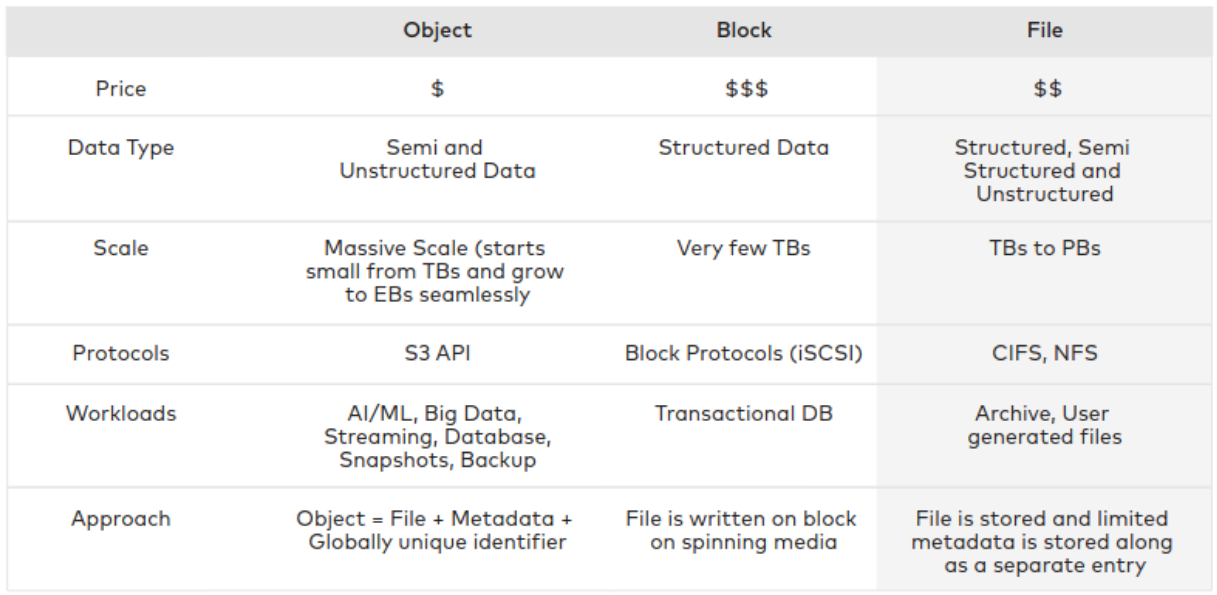 Object Block File
Price $ $$$ $$
Data Type Semi and Structured Data Structured, Semi
Unstructured Data Structured and
Unstructured
Scale Massive Scale (starts Very few TBs TBs to PBs
small from TBs and grow
to EBs seamlessly
Protocols S3 API Block Protocols (iSCSI) CIFS, NFS
Workloads AI/ML, Big Data, Transactional DB Archive, User
Streaming, Database, generated files
Snapshots, Backup
Approach Object = File + Metadata + File is written on block File is stored and limited
Globally unique identifier on spinning media metadata is stored along
as a separate entry